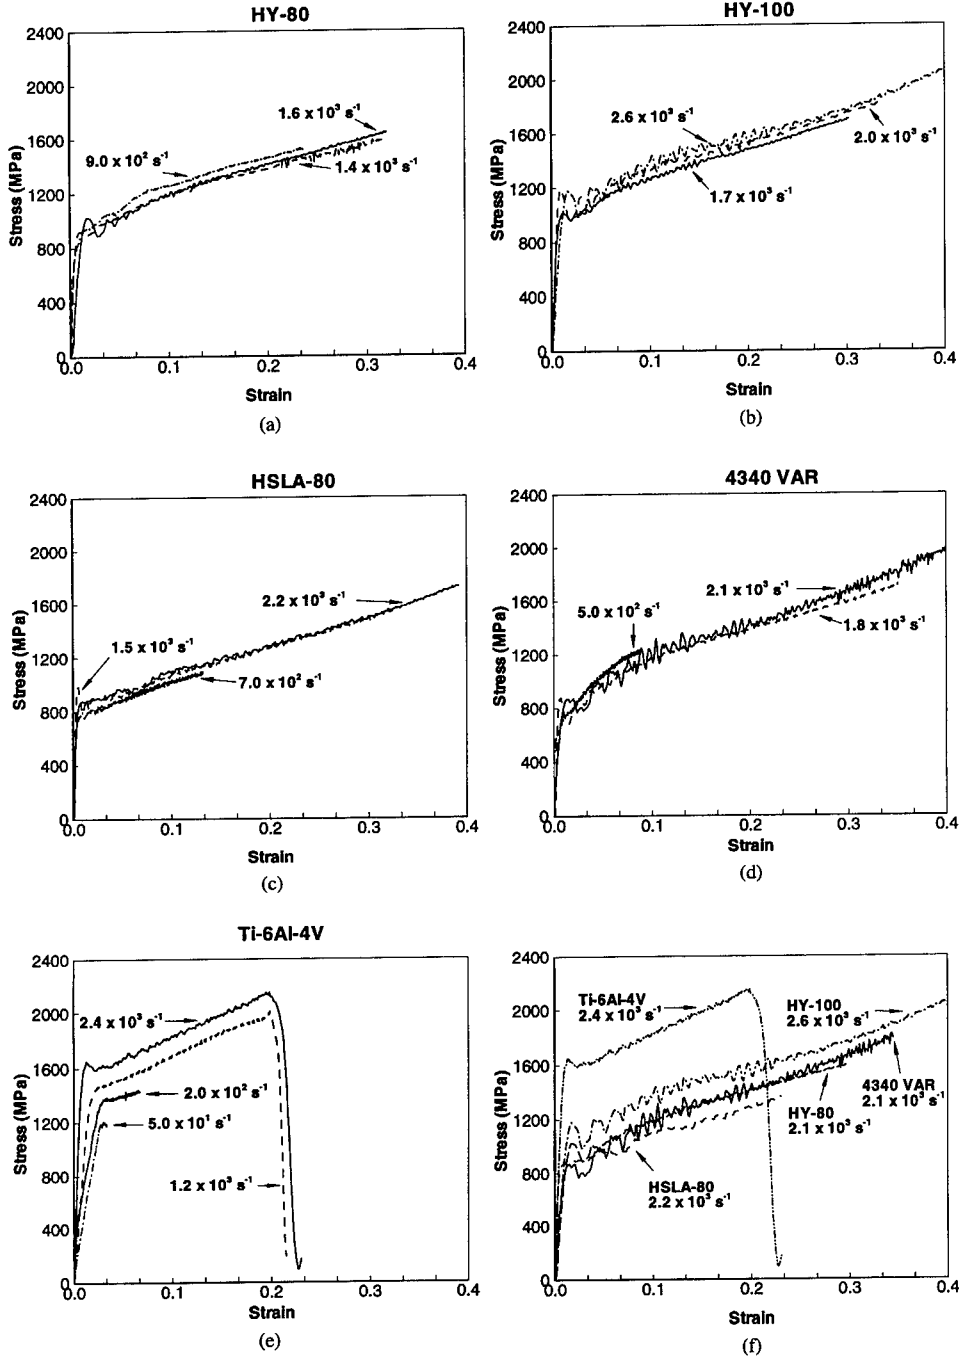 HY-80
2400
2000
1600
1200
800
400
0
Stress (MPa)
1.6 x 10³ s⁻¹
9.0 x 10² s⁻¹
1.4 x 10³ s⁻¹
0.0 0.1 0.2 0.3 0.4
Strain
(a)
HY-100
2400
2000
1600
1200
800
400
0
Stress (MPa)
2.6 x 10³ s⁻¹
2.0 x 10³ s⁻¹
1.7 x 10³ s⁻¹
0.0 0.1 0.2 0.3 0.4
Strain
(b)
HSLA-80
2400
2000
1600
1200
800
400
0
Stress (MPa)
2.2 x 10³ s⁻¹
1.5 x 10³ s⁻¹
7.0 x 10² s⁻¹
0.0 0.1 0.2 0.3 0.4
Strain
(c)
4340 VAR
2400
2000
1600
1200
800
400
0
Stress (MPa)
2.1 x 10³ s⁻¹
5.0 x 10² s⁻¹
1.8 x 10³ s⁻¹
0.0 0.1 0.2 0.3 0.4
Strain
(d)
Ti-6Al-4V
2400
2000
1600
1200
800
400
0
Stress (MPa)
2.4 x 10³ s⁻¹
2.0 x 10² s⁻¹
5.0 x 10¹ s⁻¹
1.2 x 10³ s⁻¹
0.0 0.1 0.2 0.3 0.4
Strain
(e)
2400
2000
1600
1200
800
400
0
Stress (MPa)
Ti-6Al-4V
2.4 x 10³ s⁻¹
HY-100
2.6 x 10³ s⁻¹
4340 VAR
2.1 x 10³ s⁻¹
HY-80
2.1 x 10³ s⁻¹
HSLA-80
2.2 x 10³ s⁻¹
0.0 0.1 0.2 0.3 0.4
Strain
(f)